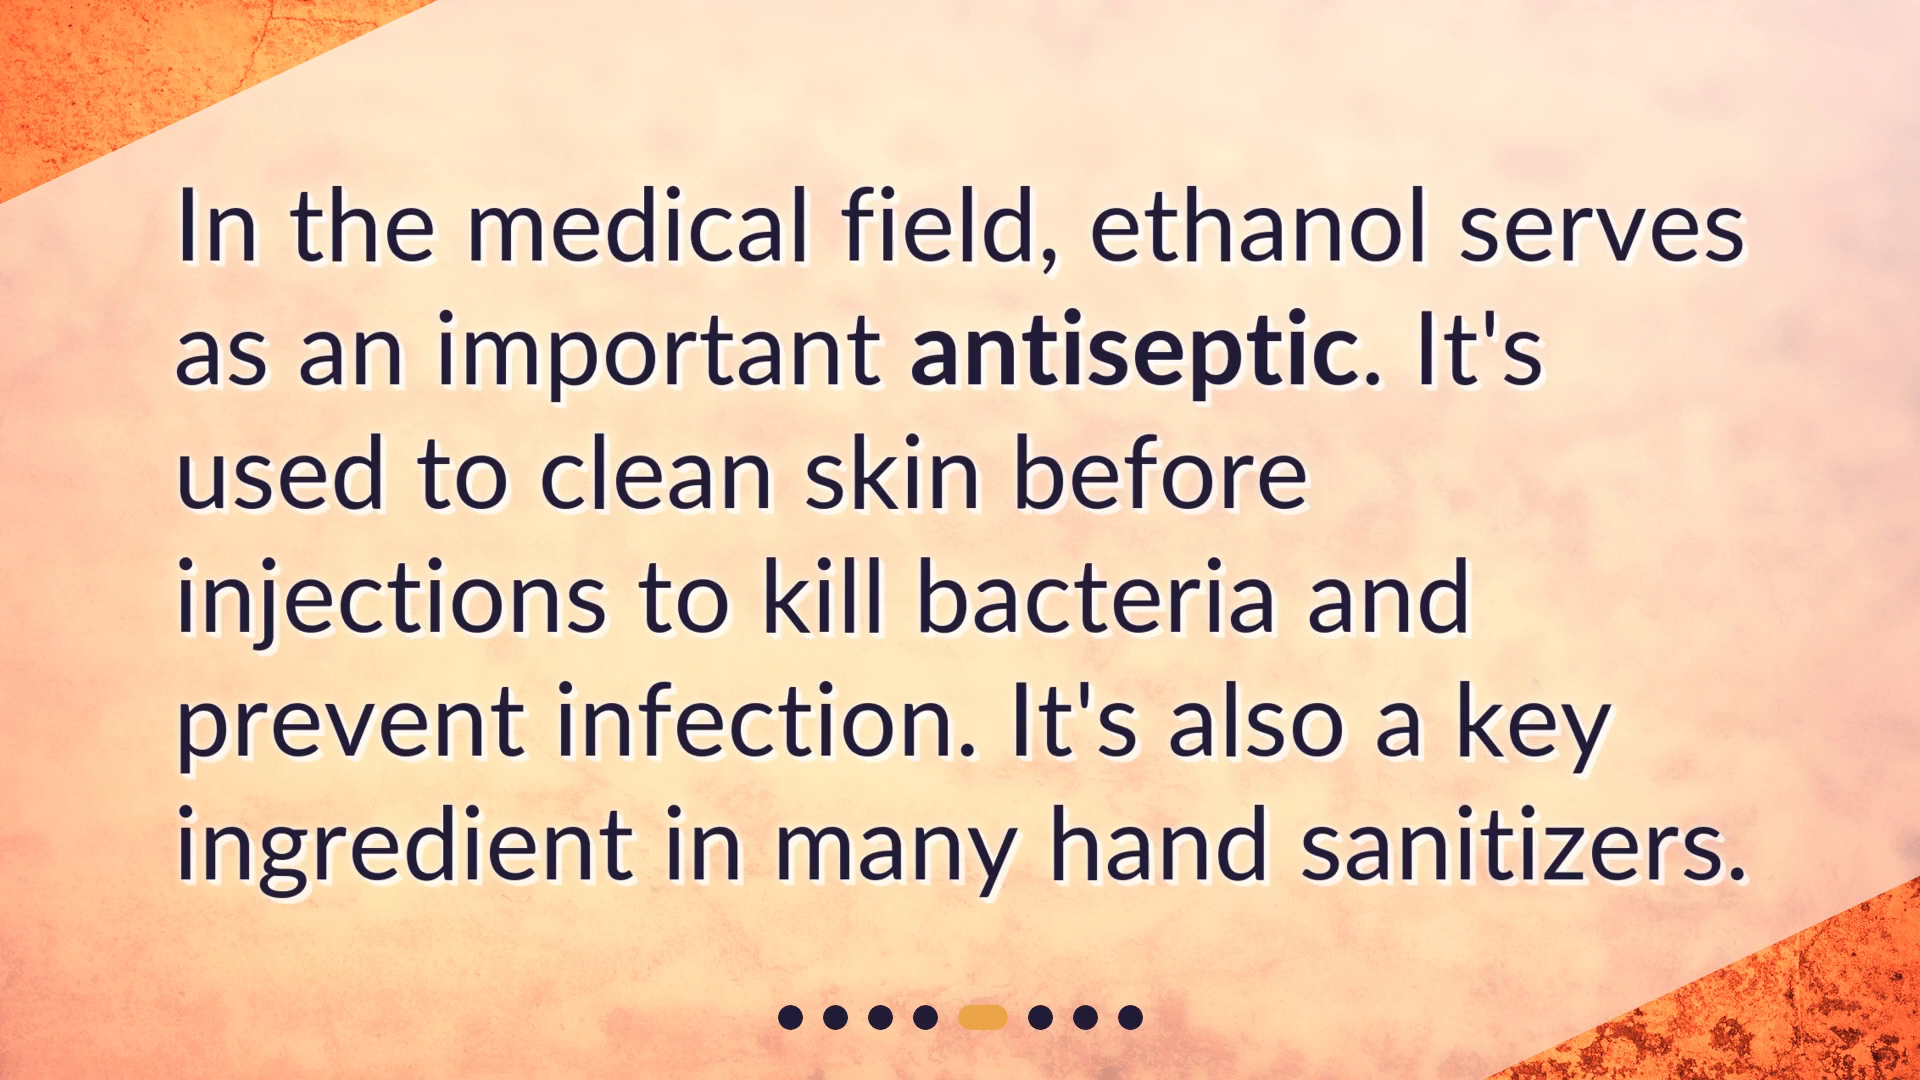 In the medical field, ethanol serves
as an important antiseptic. It's
used to clean skin before
injections to kill bacteria and
prevent infection. It's also a key
ingredient in many hand sanitizers.